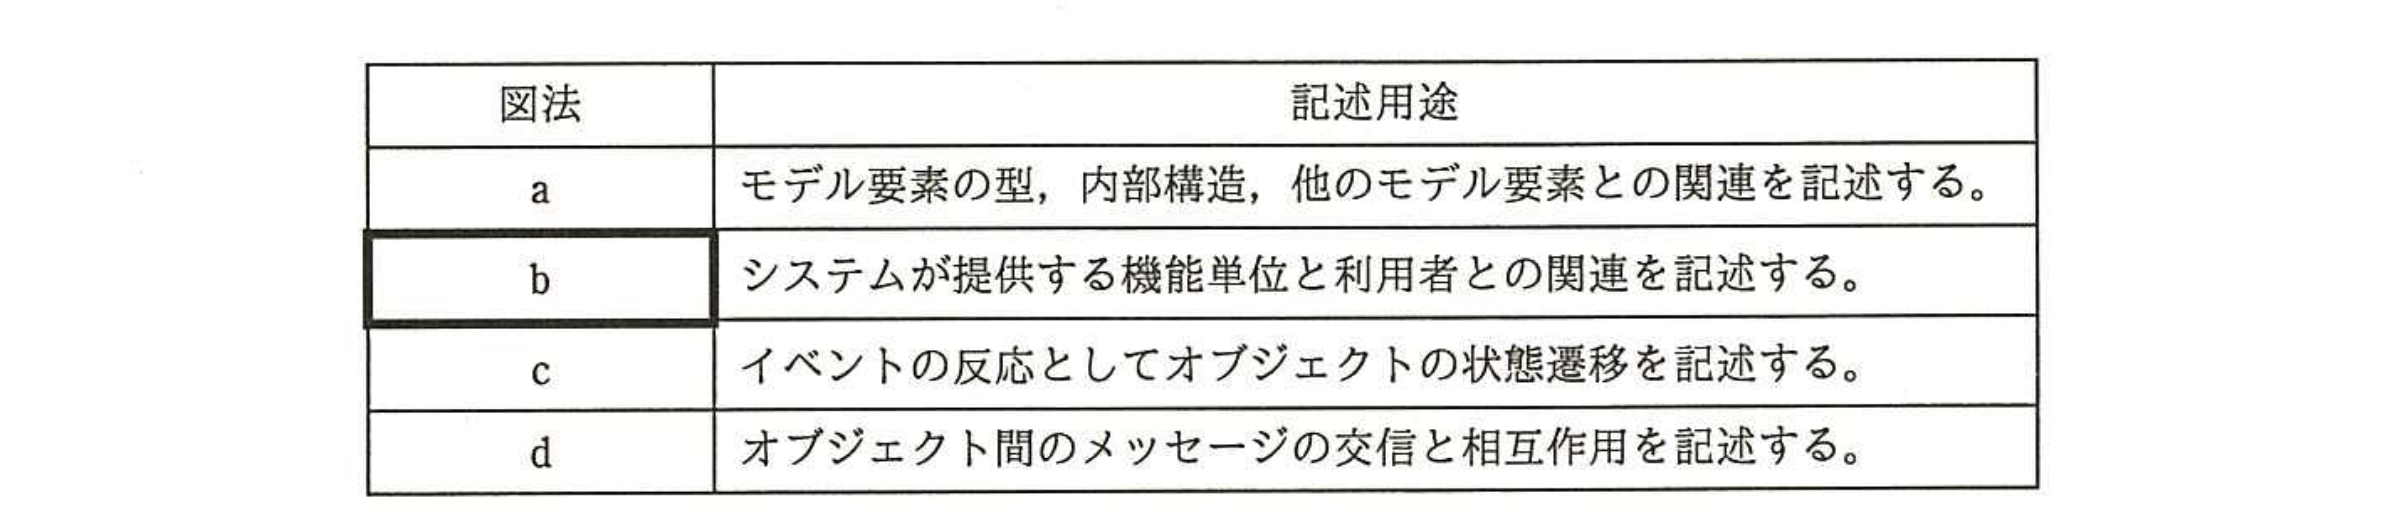 図法 記述用途
a モデル要素の型，内部構造，他のモデル要素との関連を記述する。
b システムが提供する機能単位と利用者との関連を記述する。
c イベントの反応としてオブジェクトの状態遷移を記述する。
d オブジェクト間のメッセージの交信と相互作用を記述する。